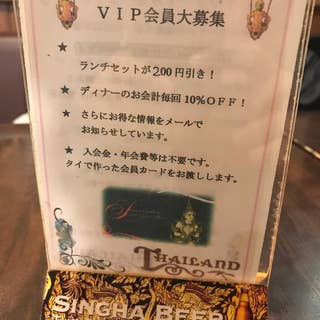 VIP会員大募集
★ ランチセットが200円引き！
★ ディナーのお会計毎回10％OFF！
★ さらにお得な情報をメールで
お知らせしています。
★ 入会金・年会費等は不要です。
タイで作った会員カードをお渡しします。
THAILAND
SINGHA BEER